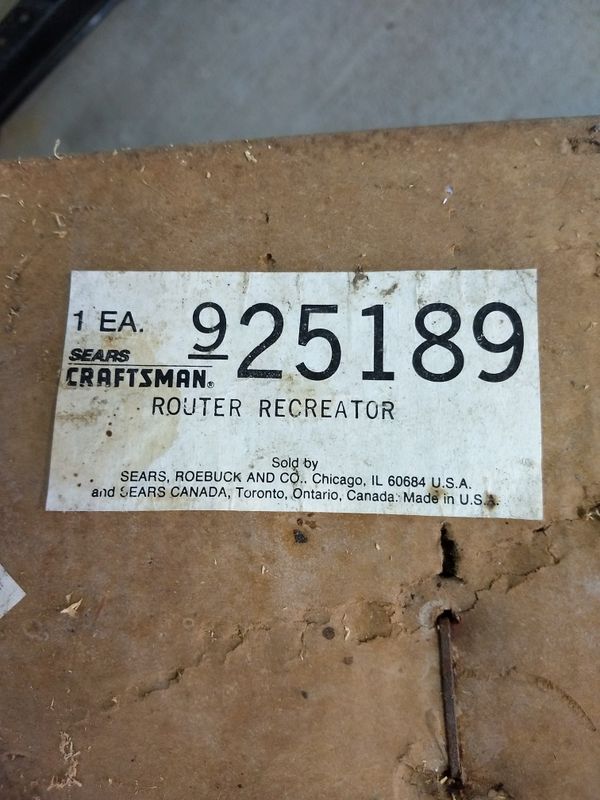 1 EA.
925189
SEARS
CRAFTSMAN®
ROUTER RECREATOR
Sold by
SEARS, ROEBUCK AND CO., Chicago, IL 60684 U.S.A.
and SEARS CANADA, Toronto, Ontario, Canada. Made in U.S.A.